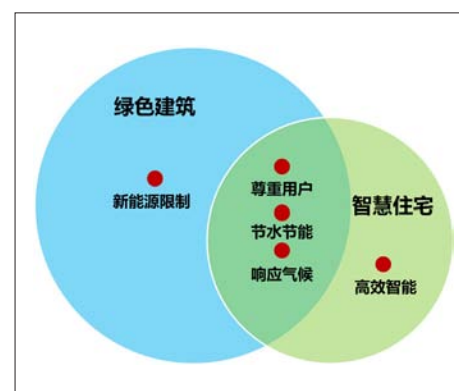 绿色建筑
新能源限制
尊重用户
节水节能
响应气候
智慧住宅
高效智能